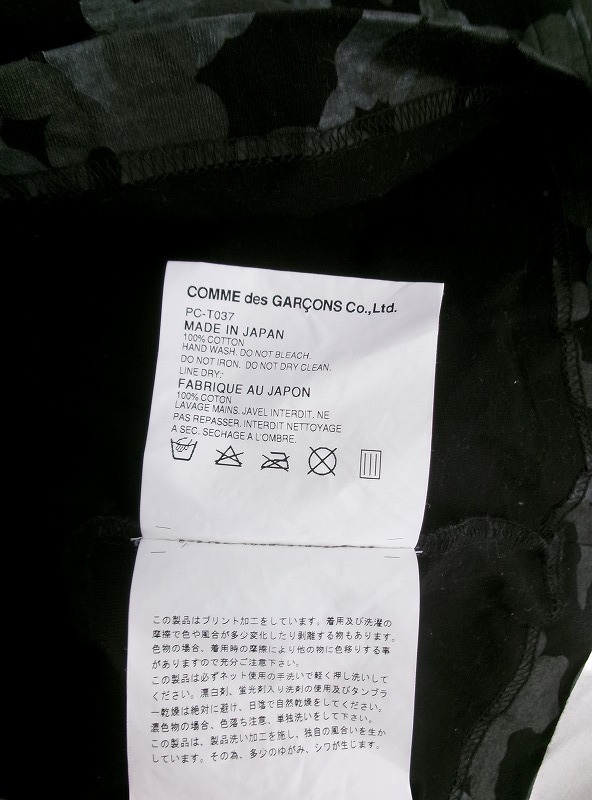 COMME des GARÇONS Co.,Ltd.
PC-T037
MADE IN JAPAN
100% COTTON
HAND WASH. DO NOT BLEACH.
DO NOT IRON. DO NOT DRY CLEAN.
LINE DRY.:
FABRIQUE AU JAPON
100% COTON
LAVAGE MAINS. JAVEL INTERDIT. NE
PAS REPASSER. INTERDIT NETTOYAGE
A SEC. SECHAGE A L'OMBRE.
この製品はプリント加工をしています。着用及び洗濯の
摩擦で色や風合が多少変化したり剥離する物もあります。
色物の場合、着用時の摩擦により他の物に色移りする事
がありますので充分ご注意下さい。
この製品は必ずネット使用の手洗いで軽く押し洗いして
ください。漂白剤、蛍光剤入り洗剤の使用及びタンブラ
ー乾燥は絶対に避け、日陰で自然乾燥をしてください。
濃色物の場合、色落ち注意、単独洗いをして下さい。
この製品は、製品洗い加工を施し、独自の風合いを生か
しています。その為、多少のゆがみ、シワが生じます。